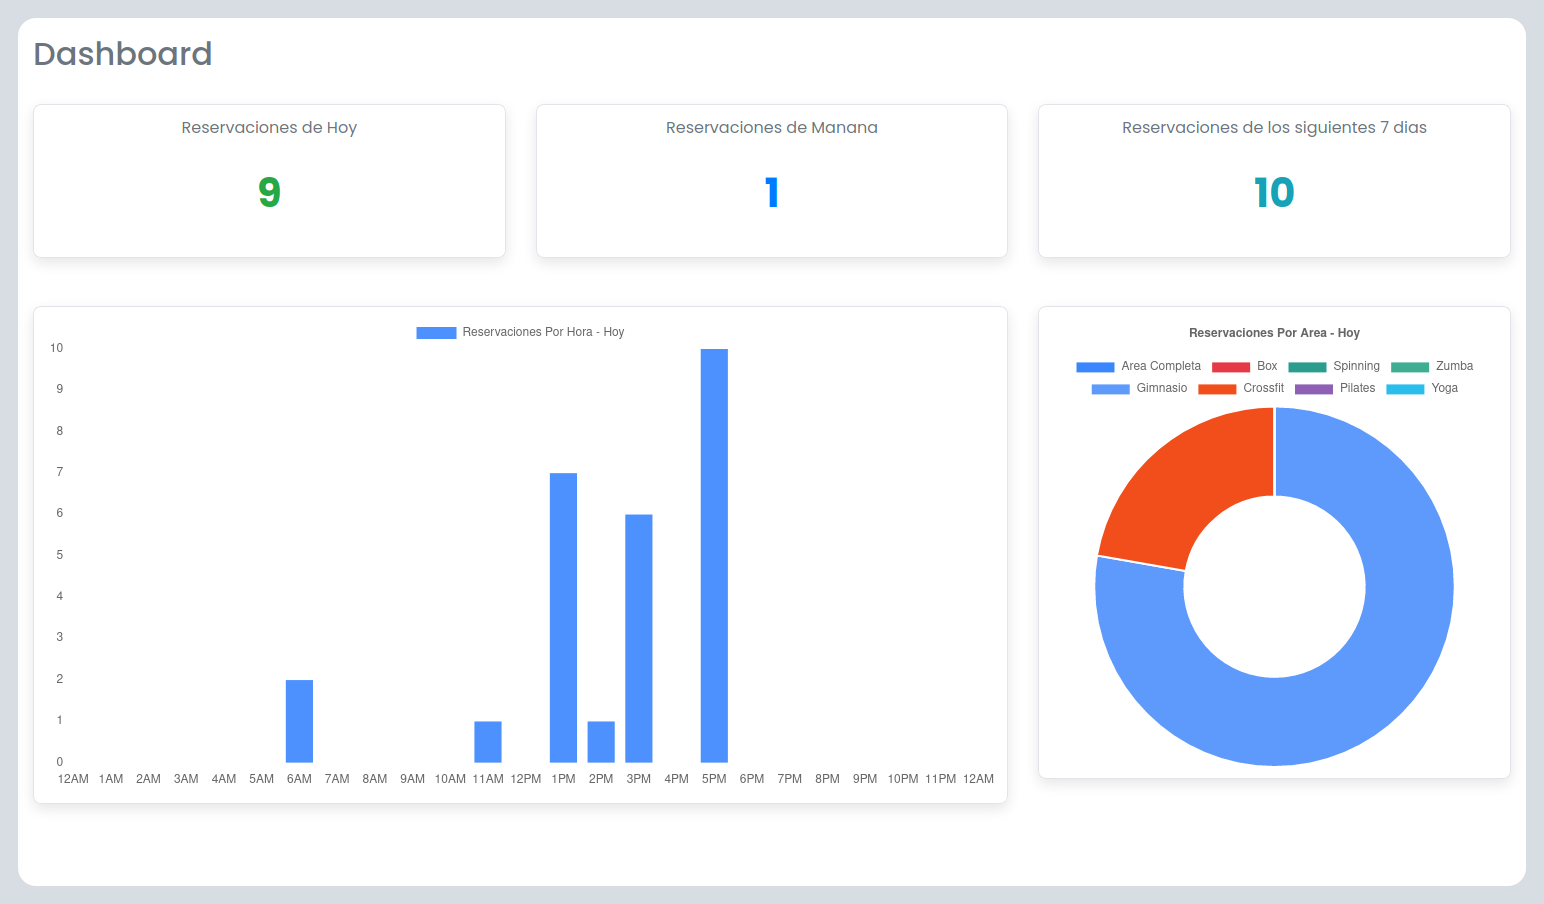 Dashboard
Reservaciones de Hoy
9
Reservaciones de Manana
1
Reservaciones de los siguientes 7 dias
10
Reservaciones Por Hora - Hoy
10
9
8
7
6
5
4
3
2
1
0
12AM 1AM 2AM 3AM 4AM 5AM 6AM 7AM 8AM 9AM 10AM 11AM 12PM 1PM 2PM 3PM 4PM 5PM 6PM 7PM 8PM 9PM 10PM 11PM 12AM
Reservaciones Por Area - Hoy
Area Completa Box Spinning Zumba
Gimnasio Crossfit Pilates Yoga